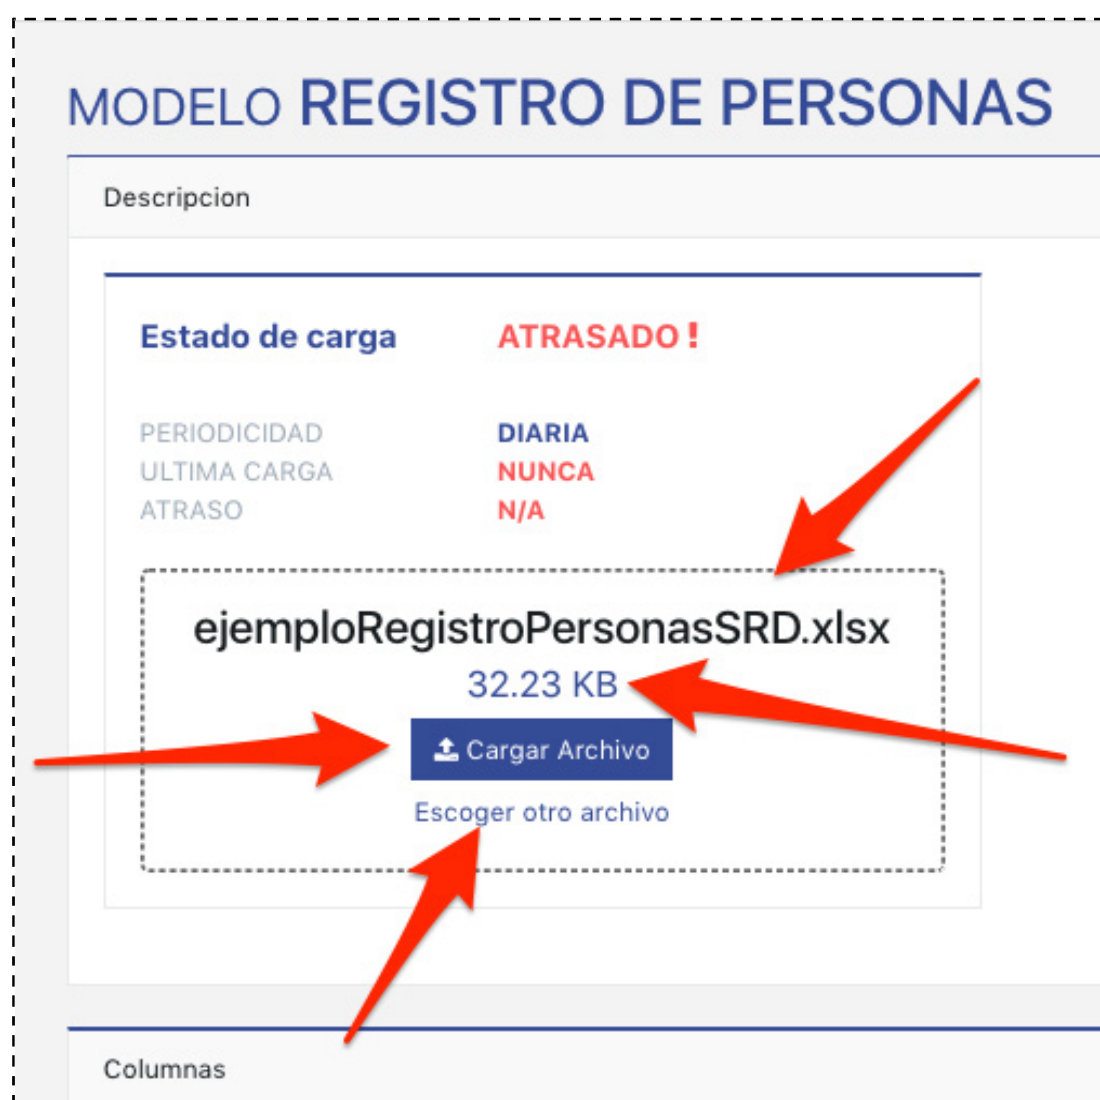 MODELO REGISTRO DE PERSONAS
Descripcion
Estado de carga ATRASADO !
PERIODICIDAD DIARIA
ULTIMA CARGA NUNCA
ATRASO N/A
ejemploRegistroPersonasSRD.xlsx
32.23 KB
Cargar Archivo
Escoger otro archivo
Columnas